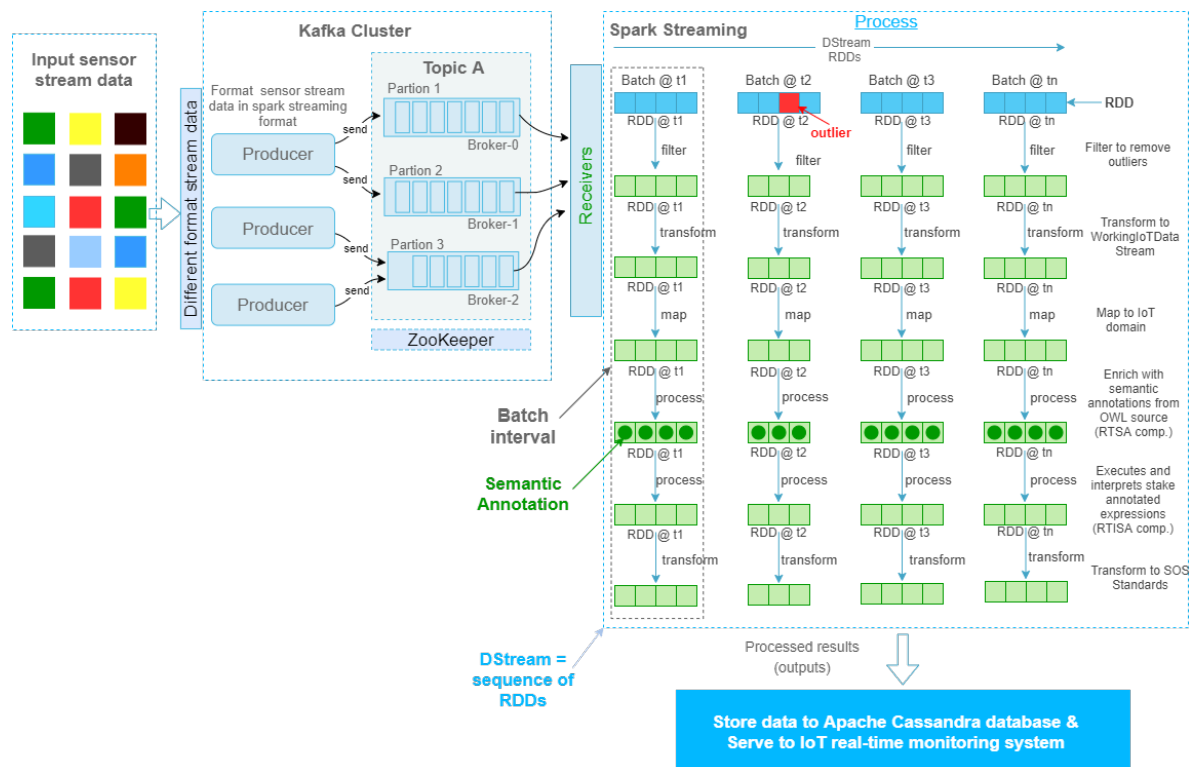 Input sensor
stream data
Different format stream data
Kafka Cluster
Format sensor stream
data in spark streaming
format
Producer
Producer
Producer
send
send
send
send
Topic A
Partion 1
Broker-0
Partion 2
Broker-1
Partion 3
Broker-2
ZooKeeper
Receivers
Spark Streaming
Process
DStream
RDDs
Batch @ t1
Batch @ t2
Batch @ t3
Batch @ tn
RDD
RDD @ t1
RDD @ t2
RDD @ t3
RDD @ tn
outlier
filter
filter
filter
filter
Filter to remove
outliers
RDD @ t1
RDD @ t2
RDD @ t3
RDD @ tn
transform
transform
transform
transform
Transform to
WorkingIoTData
Stream
RDD @ t1
RDD @ t2
RDD @ t3
RDD @ tn
map
map
map
map
Map to IoT
domain
RDD @ t1
RDD @ t2
RDD @ t3
RDD @ tn
process
process
process
process
Enrich with
semantic
annotations from
OWL source
(RTSA comp.)
Batch
interval
RDD @ t1
RDD @ t2
RDD @ t3
RDD @ tn
process
process
process
process
Executes and
interprets stake
annotated
expressions
(RTISA comp.)
Semantic
Annotation
RDD @ t1
RDD @ t2
RDD @ t3
RDD @ tn
transform
transform
transform
transform
Transform to SOS
Standards
DStream =
sequence of
RDDs
Processed results
(outputs)
Store data to Apache Cassandra database &
Serve to IoT real-time monitoring system